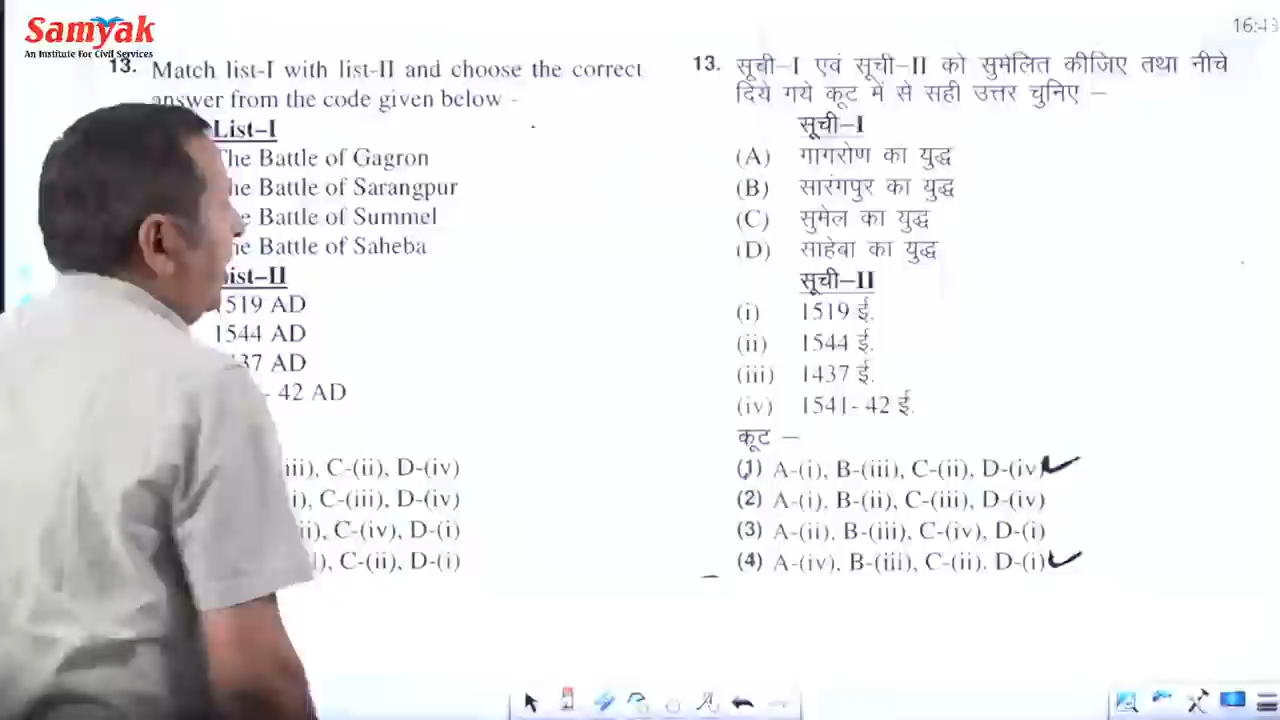 Samyak
An Institute For Civil Services
16:43
13. Match list-I with list-II and choose the correct
answer from the code given below -
List–I
The Battle of Gagron
The Battle of Sarangpur
Battle of Summel
Battle of Saheba
List–II
1519 AD
1544 AD
37 AD
- 42 AD
iii), C-(ii), D-(iv)
i), C-(iii), D-(iv)
ii), C-(iv), D-(i)
), C-(ii), D-(i)
13. सूची–I एवं सूची–II को सुमेलित कीजिए तथा नीचे
दिये गये कूट में से सही उत्तर चुनिए –
सूची–I
(A) गागरोण का युद्ध
(B) सारंगपुर का युद्ध
(C) सुमेल का युद्ध
(D) साहेबा का युद्ध
सूची–II
(i) 1519 ई.
(ii) 1544 ई.
(iii) 1437 ई.
(iv) 1541- 42 ई.
कूट –
(1) A-(i), B-(iii), C-(ii), D-(iv)
(2) A-(i), B-(ii), C-(iii), D-(iv)
(3) A-(ii), B-(iii), C-(iv), D-(i)
(4) A-(iv), B-(iii), C-(ii), D-(i)